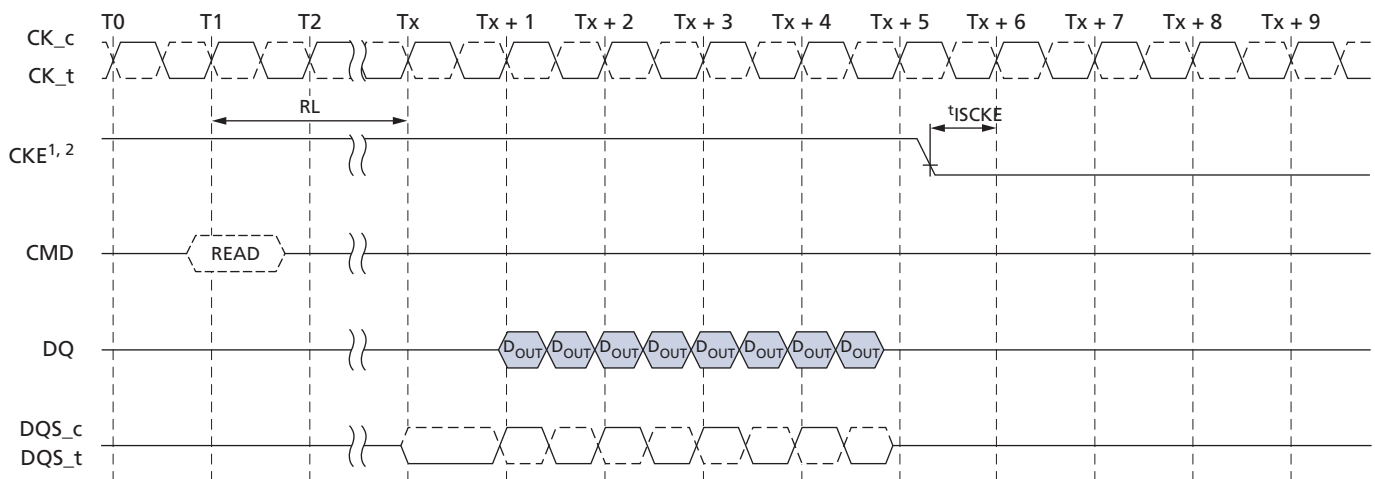 T0 T1 T2 Tx Tx + 1 Tx + 2 Tx + 3 Tx + 4 Tx + 5 Tx + 6 Tx + 7 Tx + 8 Tx + 9
CK_c
CK_t
RL
tISCKE
CKE1, 2
CMD READ
DQ DOUT DOUT DOUT DOUT DOUT DOUT DOUT DOUT
DQS_c
DQS_t